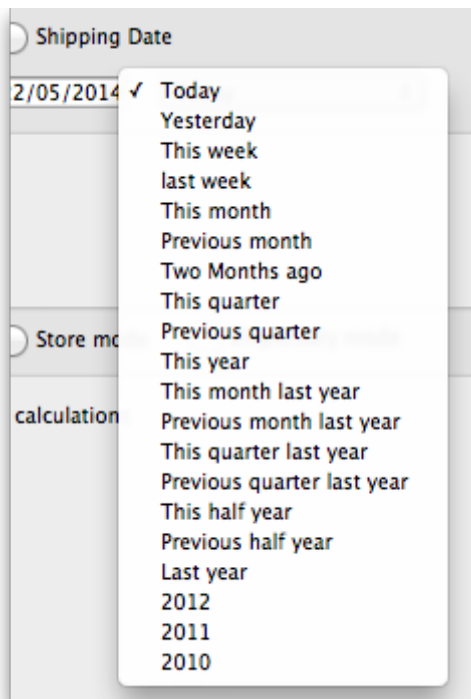 Shipping Date
2/05/2014 ✓ Today
Yesterday
This week
last week
This month
Previous month
Two Months ago
This quarter
Previous quarter
Store mo
This year
This month last year
calculation
Previous month last year
This quarter last year
Previous quarter last year
This half year
Previous half year
Last year
2012
2011
2010